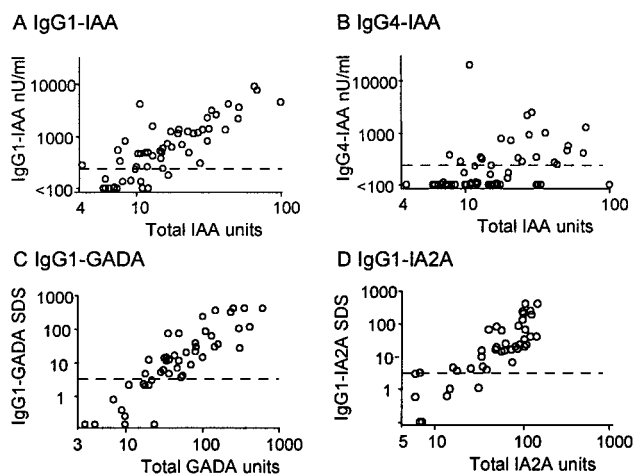 A IgG1-IAA
IgG1-IAA nU/ml
10000
1000
<100
4
10
100
Total IAA units
B IgG4-IAA
IgG4-IAA nU/ml
10000
1000
<100
4
10
100
Total IAA units
C IgG1-GADA
IgG1-GADA SDS
1000
100
10
1
3
10
100
1000
Total GADA units
D IgG1-IA2A
IgG1-IA2A SDS
1000
100
10
1
5
10
100
1000
Total IA2A units